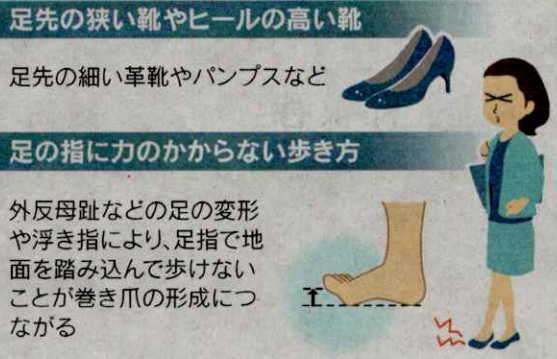 足先の狭い靴やヒールの高い靴
足先の細い革靴やパンプスなど
足の指に力のかからない歩き方
外反母趾などの足の変形
や浮き指により、足指で地
面を踏み込んで歩けない
ことが巻き爪の形成につ
ながる